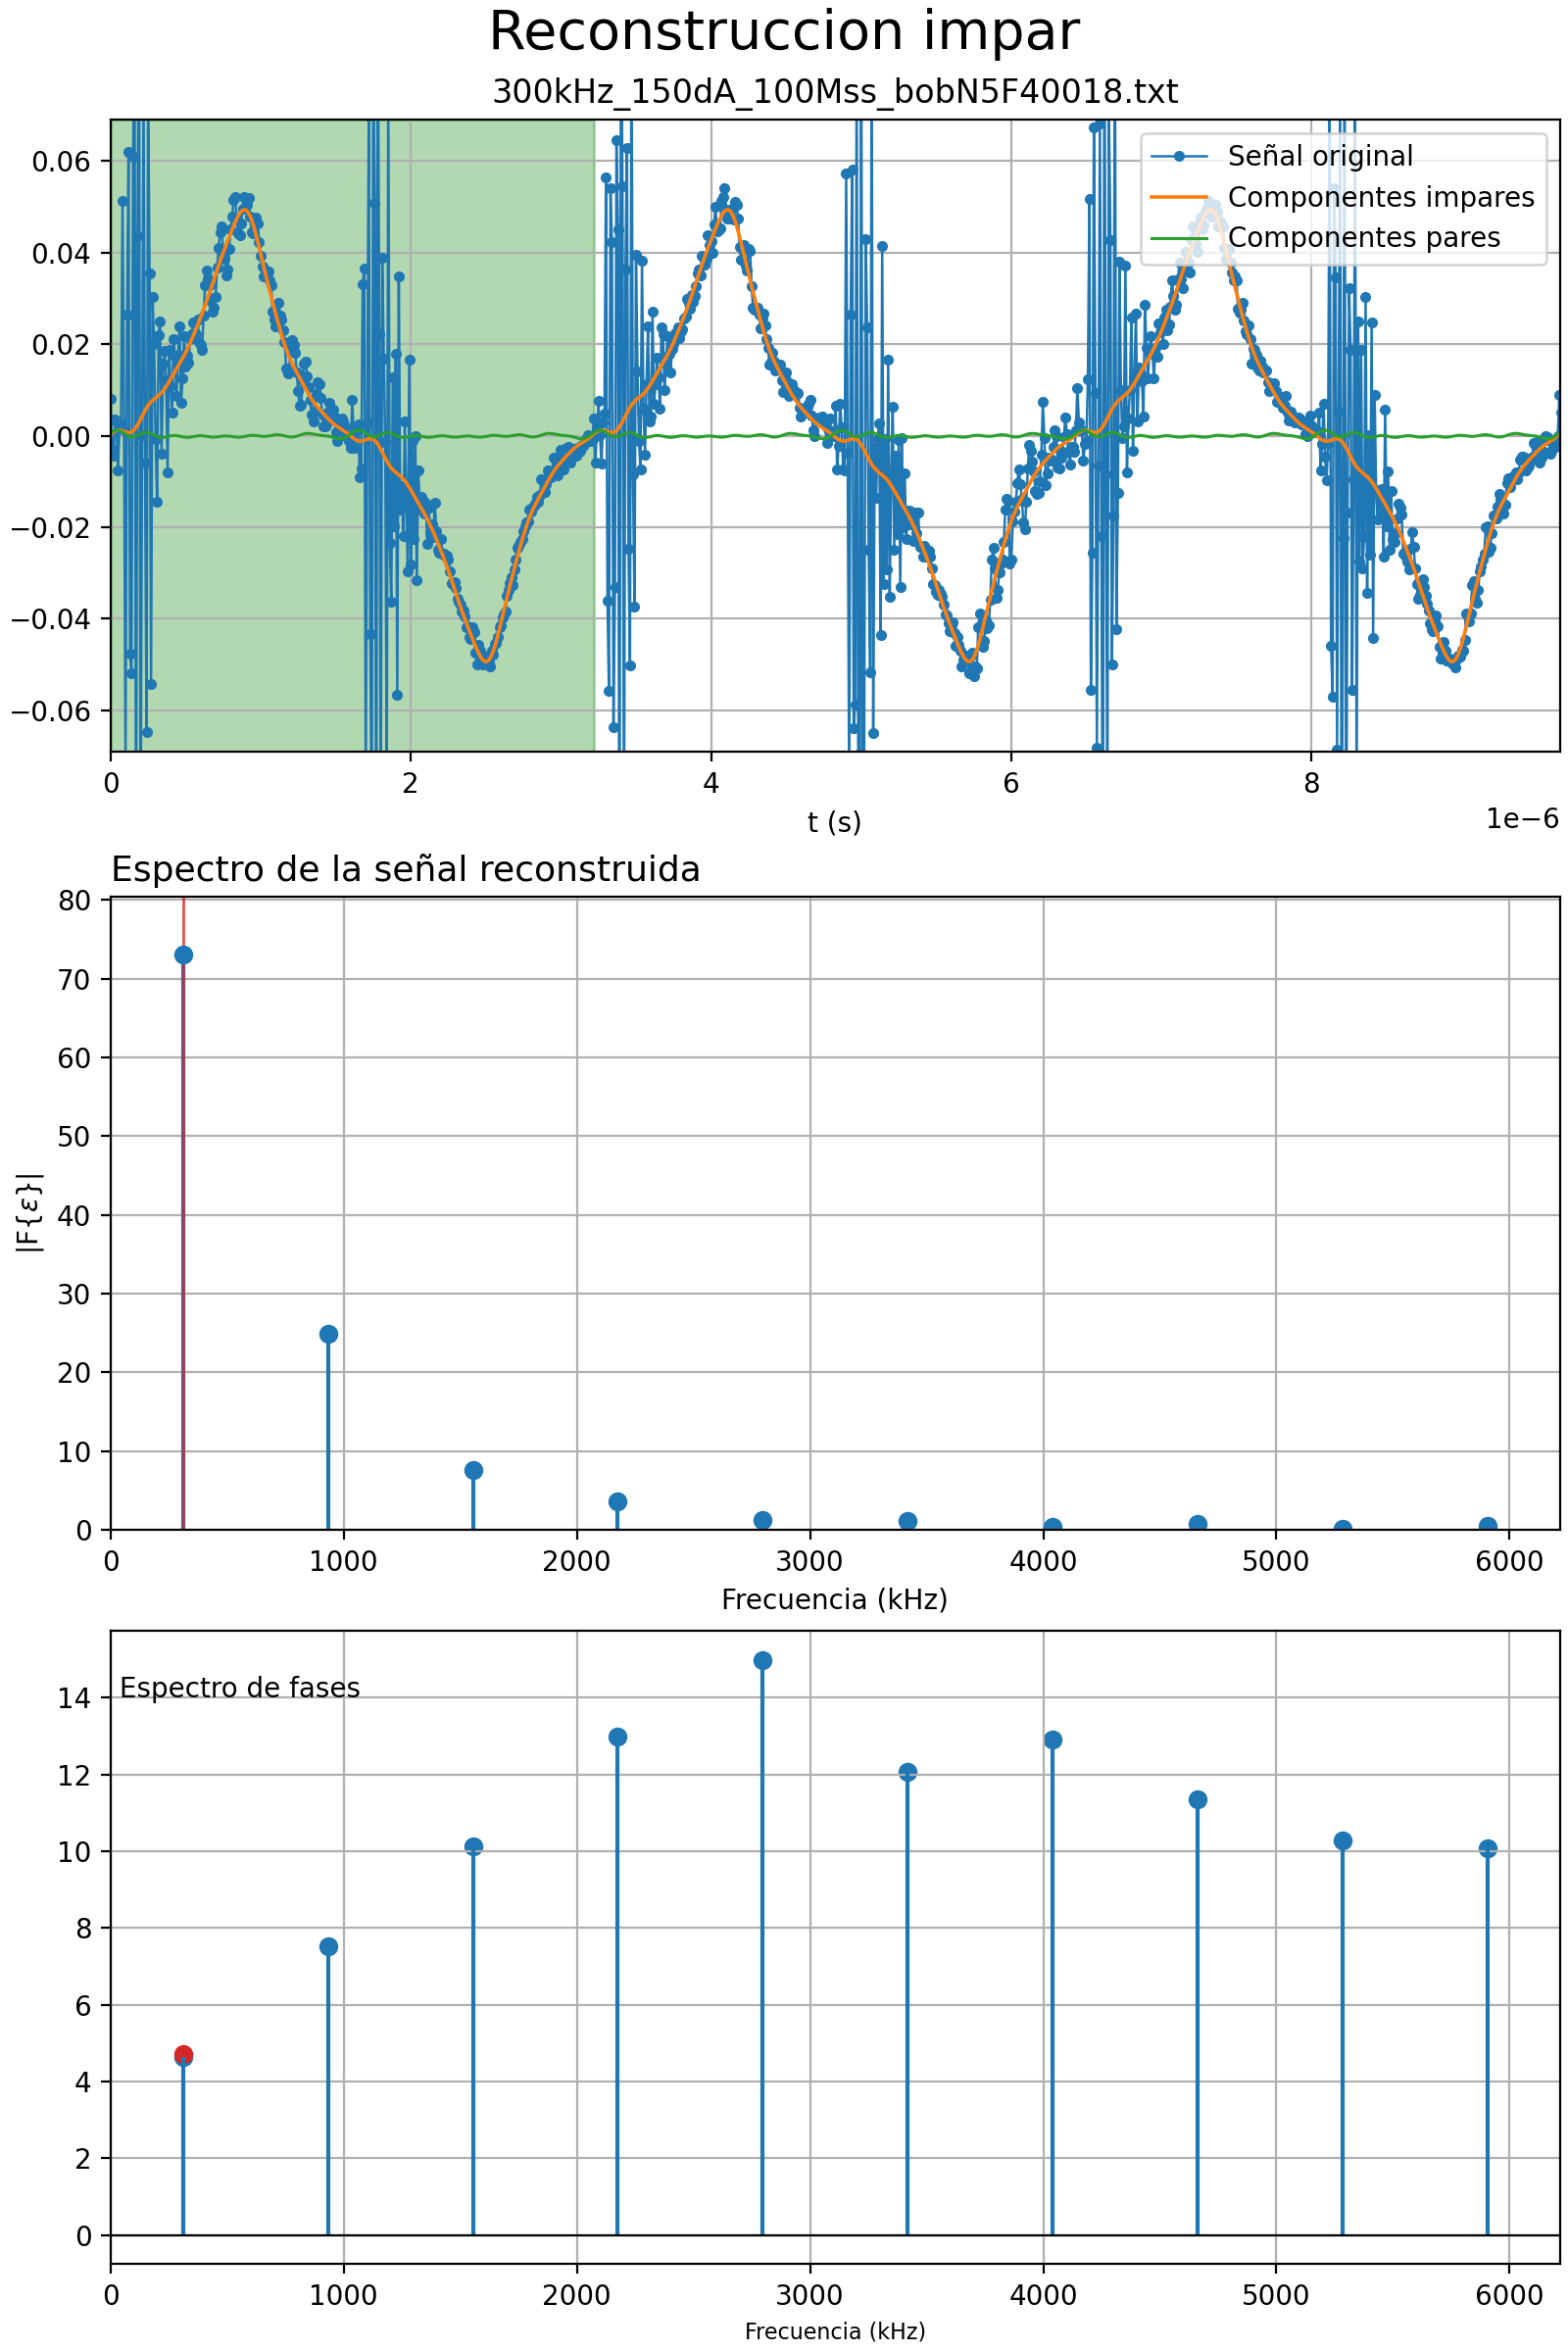 Reconstruccion impar
300kHz_150dA_100Mss_bobN5F40018.txt
0.06
0.04
0.02
0.00
−0.02
−0.04
−0.06
Señal original
Componentes impares
Componentes pares
0 2 4 6 8
1e−6
t (s)
Espectro de la señal reconstruida
80
70
60
50
40
30
20
10
0
|F{ε}|
0 1000 2000 3000 4000 5000 6000
Frecuencia (kHz)
Espectro de fases
14
12
10
8
6
4
2
0
0 1000 2000 3000 4000 5000 6000
Frecuencia (kHz)